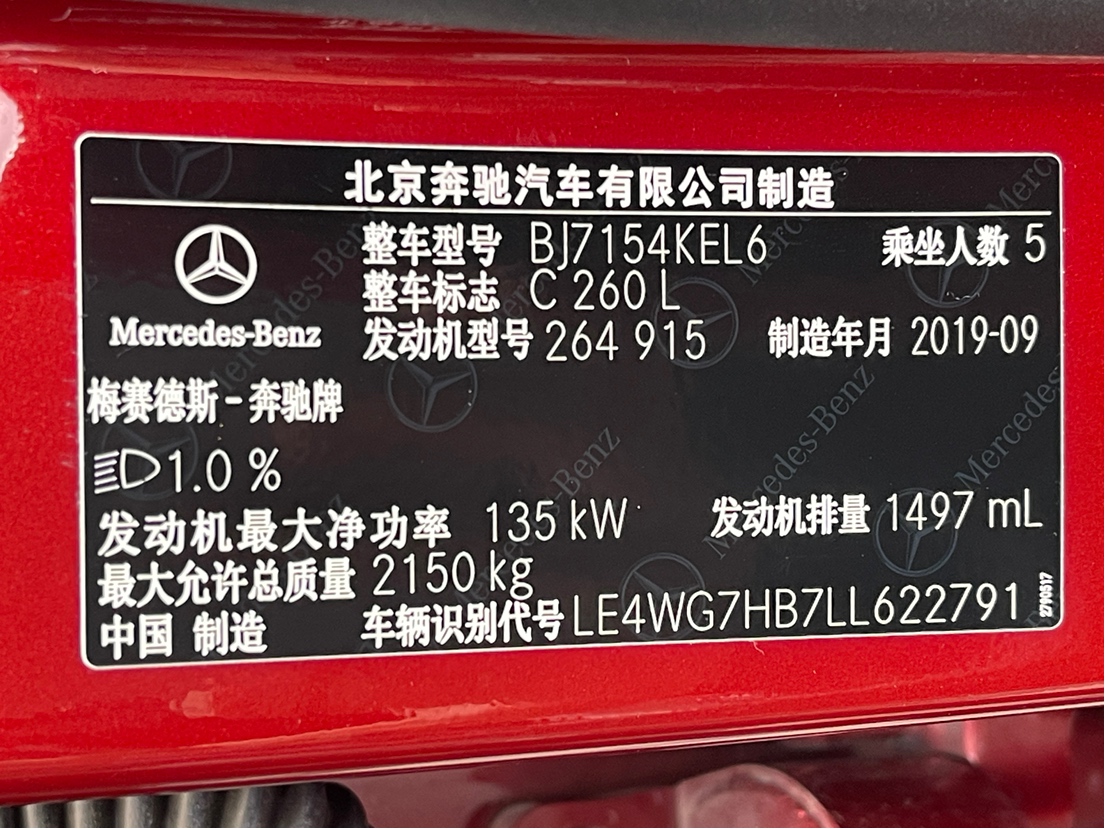 北京奔驰汽车有限公司制造
整车型号 BJ7154KEL6 乘坐人数 5
整车标志 C 260 L
Mercedes-Benz
发动机型号 264 915 制造年月 2019-09
梅赛德斯-奔驰牌
1.0 %
发动机最大净功率 135 kW 发动机排量 1497 mL
最大允许总质量 2150 kg
中国 制造 车辆识别代号 LE4WG7HB7LL622791